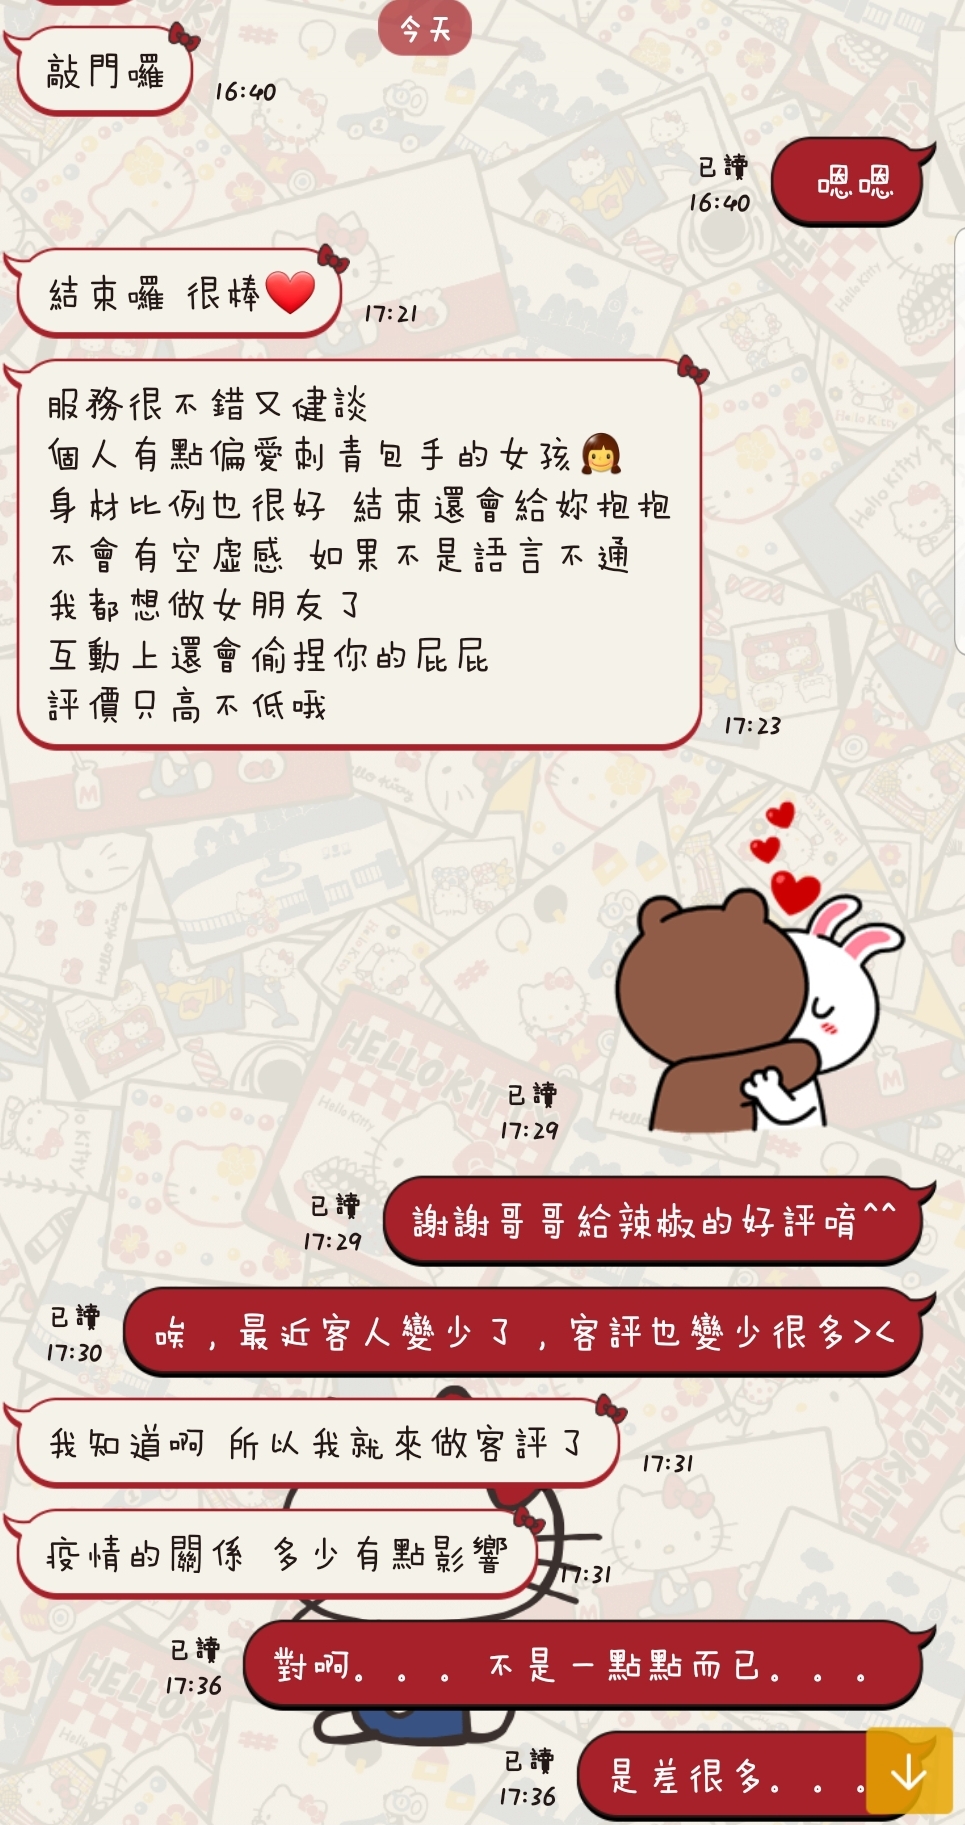 今天
敲門囉
16:40
已讀
16:40
嗯嗯
結束囉 很棒
17:21
服務很不錯又健談
個人有點偏愛刺青包手的女孩
身材比例也很好 結束還會給妳抱抱
不會有空虛感 如果不是語言不通
我都想做女朋友了
互動上還會偷捏你的屁屁
評價只高不低哦
17:23
已讀
17:29
已讀
17:29
謝謝哥哥給辣椒的好評唷^^
已讀
17:30
唉，最近客人變少了，客評也變少很多><
我知道啊 所以我就來做客評了
17:31
疫情的關係 多少有點影響
17:31
已讀
17:36
對啊。。。不是一點點而已。。。
已讀
17:36
是差很多。。。